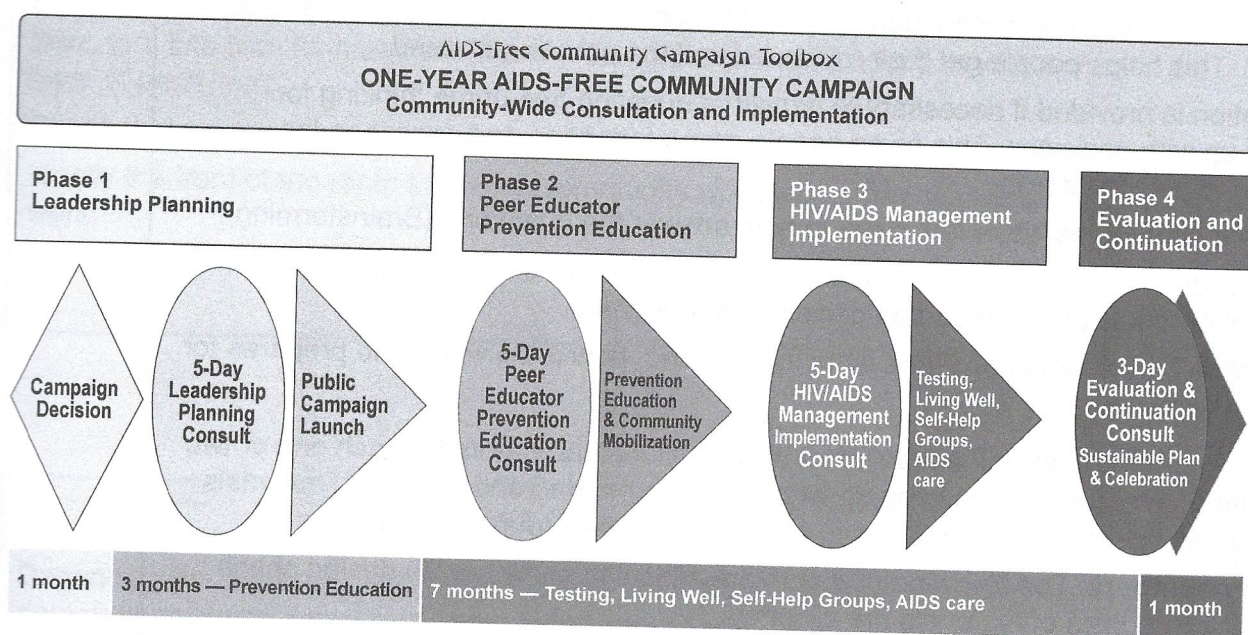 AIDS-Free Community Campaign Toolbox
ONE-YEAR AIDS-FREE COMMUNITY CAMPAIGN
Community-Wide Consultation and Implementation
Phase 1
Leadership Planning
Phase 2
Peer Educator
Prevention Education
Phase 3
HIV/AIDS Management
Implementation
Phase 4
Evaluation and
Continuation
Campaign
Decision
5-Day
Leadership
Planning
Consult
Public
Campaign
Launch
5-Day
Peer
Educator
Prevention
Education
Consult
Prevention
Education
& Community
Mobilization
5-Day
HIV/AIDS
Management
Implementation
Consult
Testing,
Living Well,
Self-Help
Groups,
AIDS
care
3-Day
Evaluation &
Continuation
Consult
Sustainable Plan
& Celebration
1 month
3 months — Prevention Education
7 months — Testing, Living Well, Self-Help Groups, AIDS care
1 month